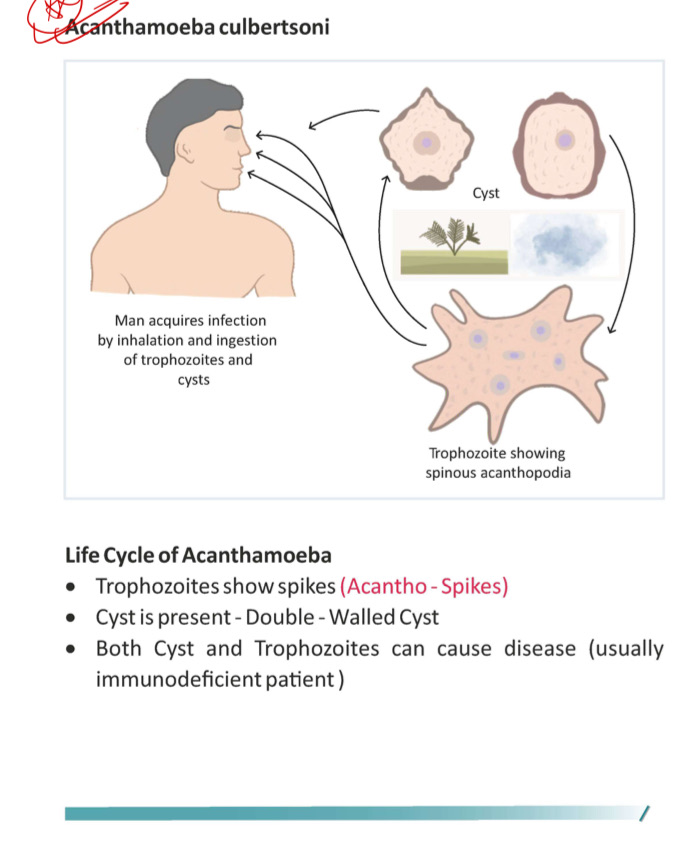 Acanthamoeba culbertsoni
Cyst
Man acquires infection
by inhalation and ingestion
of trophozoites and
cysts
Trophozoite showing
spinous acanthopodia
Life Cycle of Acanthamoeba
• Trophozoites show spikes (Acantho - Spikes)
• Cyst is present - Double - Walled Cyst
• Both Cyst and Trophozoites can cause disease (usually
immunodeficient patient )